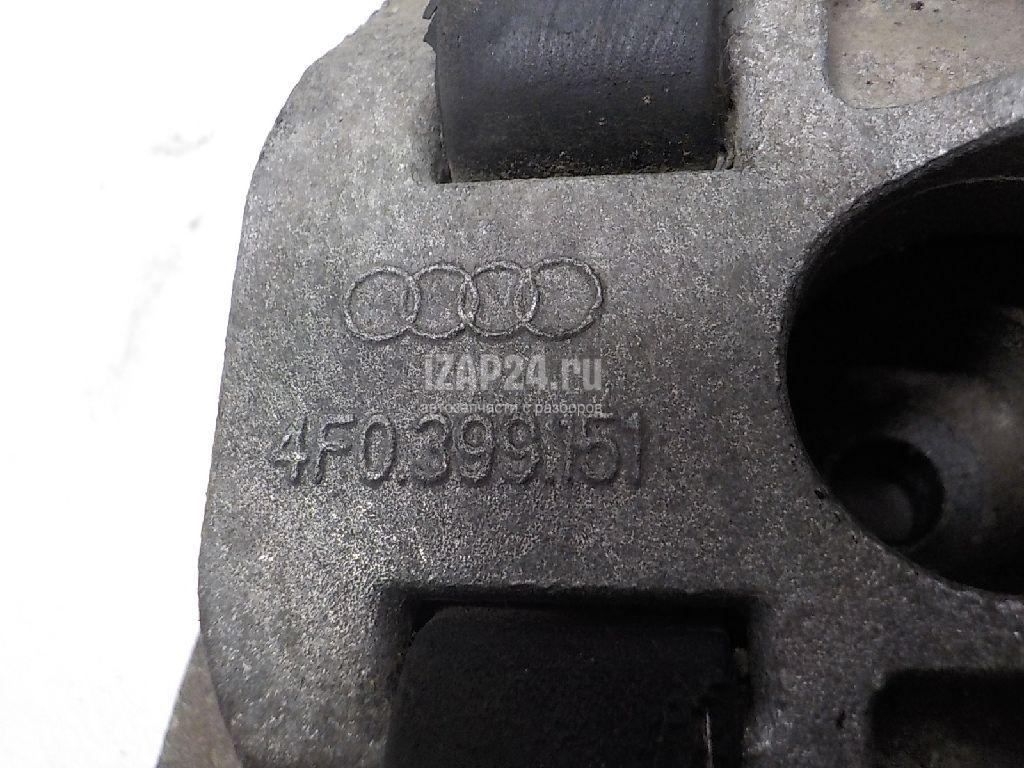 IZAP24.ru
автозапчасти с разборов
4F0.399.151